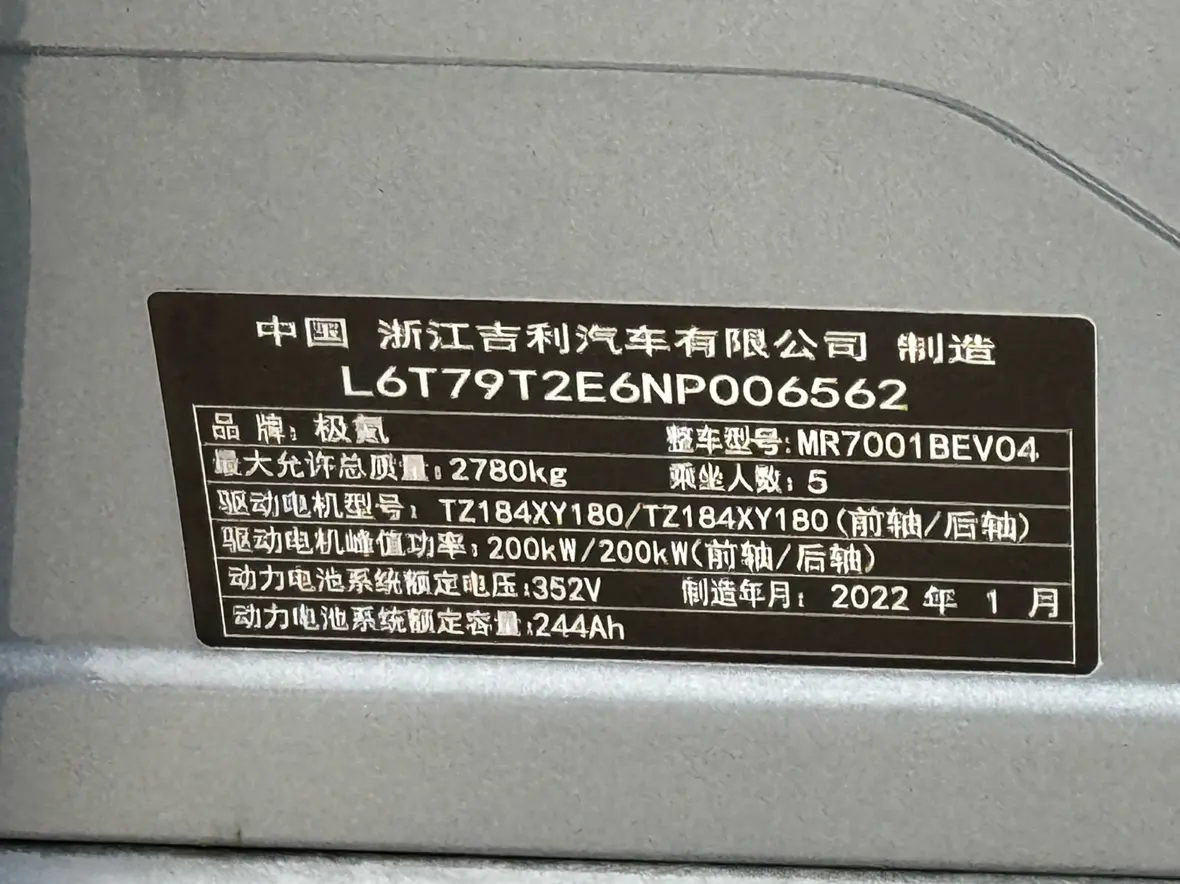 中国 浙江吉利汽车有限公司 制造
L6T79T2E6NP006562
品 牌：极氪 整车型号：MR7001BEV04
最大允许总质量：2780kg 乘坐人数：5
驱动电机型号：TZ184XY180/TZ184XY180(前轴/后轴)
驱动电机峰值功率：200kW/200kW(前轴/后轴)
动力电池系统额定电压：352V 制造年月：2022 年 1 月
动力电池系统额定容量：244Ah